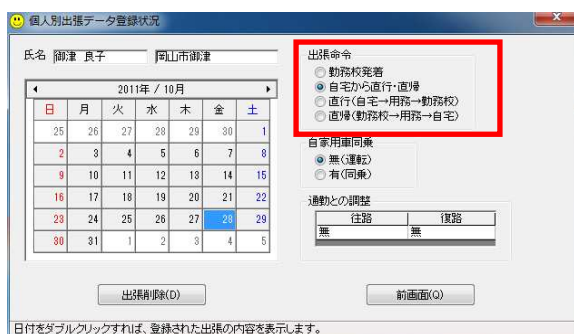 個人別出張データ登録状況
氏名 御津 良子 岡山市御津
2011年 / 10月
日 月 火 水 木 金 土
25 26 27 28 29 30 1
2 3 4 5 6 7 8
9 10 11 12 13 14 15
16 17 18 19 20 21 22
23 24 25 26 27 28 29
30 31 1 2 3 4 5
出張削除(D)
出張命令
勤務校発着
自宅から直行・直帰
直行(自宅→用務→勤務校)
直帰(勤務校→用務→自宅)
自家用車同乗
無(運転)
有(同乗)
通勤との調整
往路 復路
無 無
前画面(Q)
日付をダブルクリックすれば、登録された出張の内容を表示します。